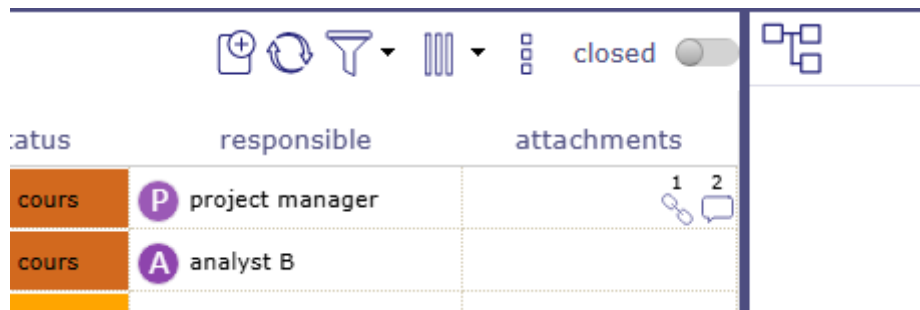 closed
tatus responsible attachments
cours P project manager 1 2
cours A analyst B